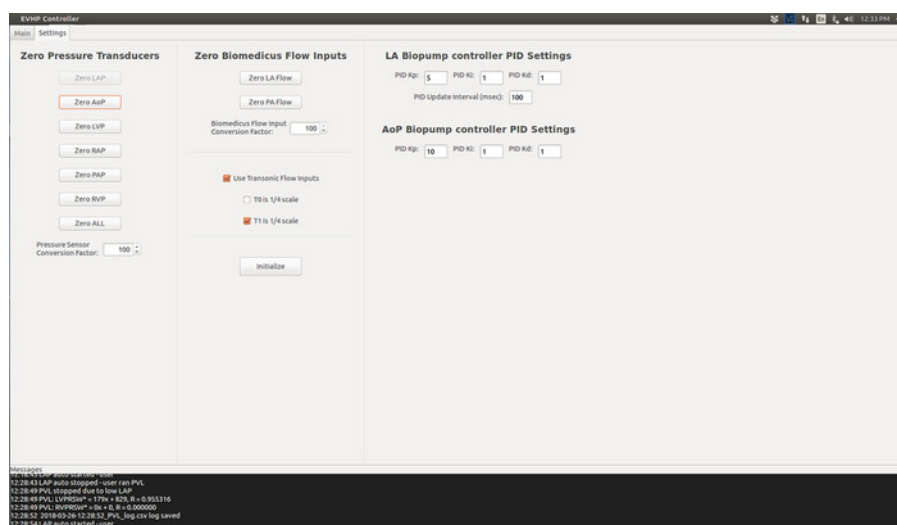 EVHP Controller
En
12:33 PM
Main
Settings
Zero Pressure Transducers
Zero LAP
Zero AoP
Zero LVP
Zero RAP
Zero PAP
Zero RVP
Zero ALL
Pressure Sensor
Conversion Factor: 100
Zero Biomedicus Flow Inputs
Zero LA Flow
Zero PA Flow
Biomedicus Flow Input
Conversion Factor: 100
Use Transonic Flow Inputs
T0 is 1/4 scale
T1 is 1/4 scale
Initialize
LA Biopump controller PID Settings
PID Kp: 5 PID Ki: 1 PID Kd: 1
PID Update Interval (msec): 100
AoP Biopump controller PID Settings
PID Kp: 10 PID Ki: 1 PID Kd: 1
Messages
LAP auto started - user
12:28:43 LAP auto stopped - user ran PVL
12:28:49 PVL stopped due to low LAP
12:28:49 PVL: LVPRSW* = 179x + 829, R = 0.955316
12:28:49 PVL: RVPRSW* = 0x + 0, R = 0.000000
12:28:52 2018-03-26-12:28:52_PVL_log.csv log saved
12:28:54 LAP auto started - user